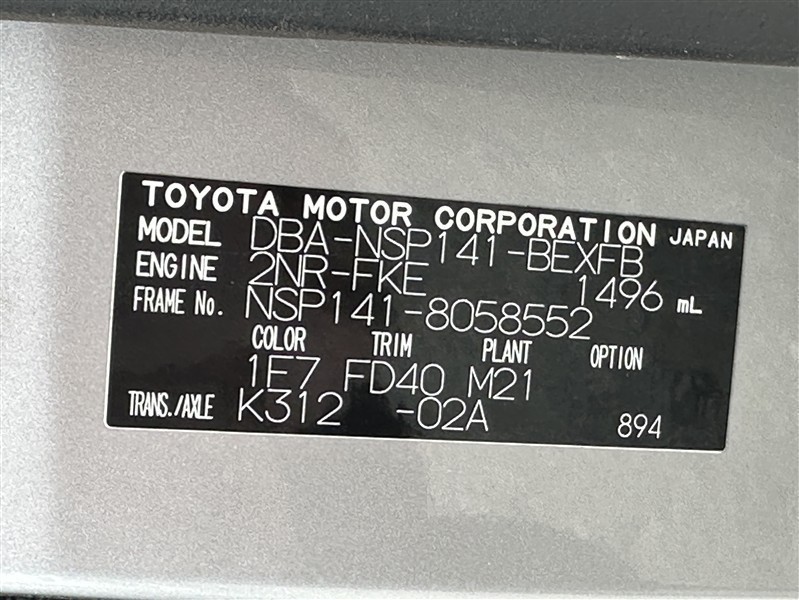 TOYOTA MOTOR CORPORATION JAPAN
MODEL DBA-NSP141-BEXFB
ENGINE 2NR-FKE 1496 mL
FRAME No. NSP141-8058552
COLOR TRIM PLANT OPTION
1F7 FD40 M21
TRANS./AXLE K312 -02A 894